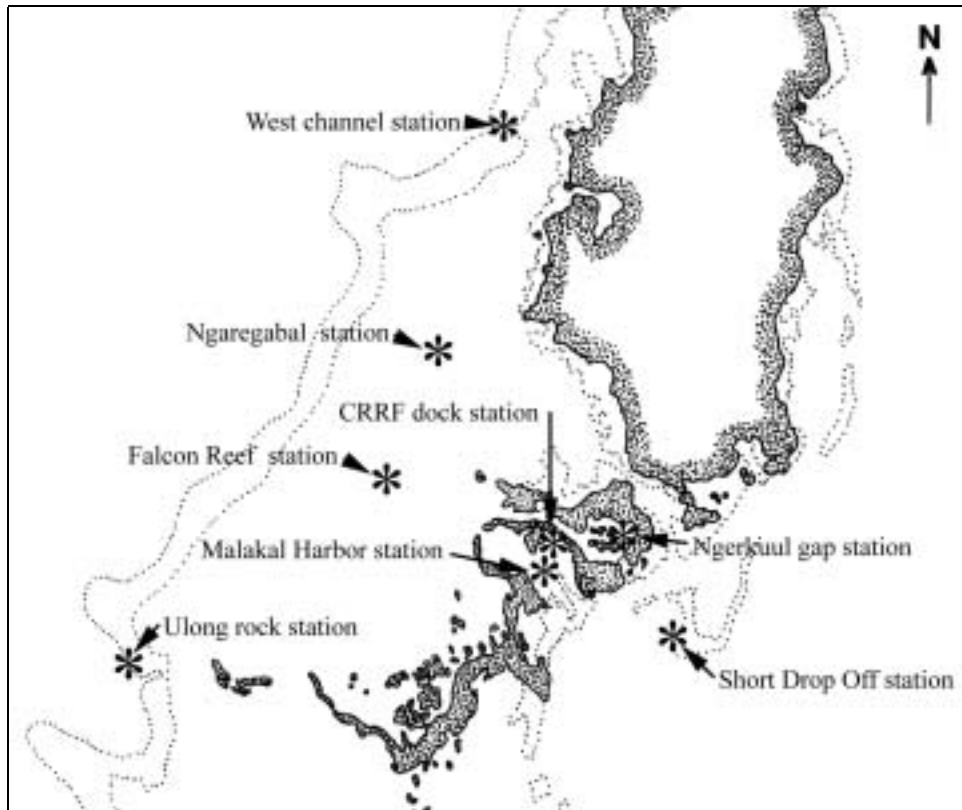 N
West channel station
Ngaregabal station
CRRF dock station
Falcon Reef station
Malakal Harbor station
Ngerkuul gap station
Ulong rock station
Short Drop Off station